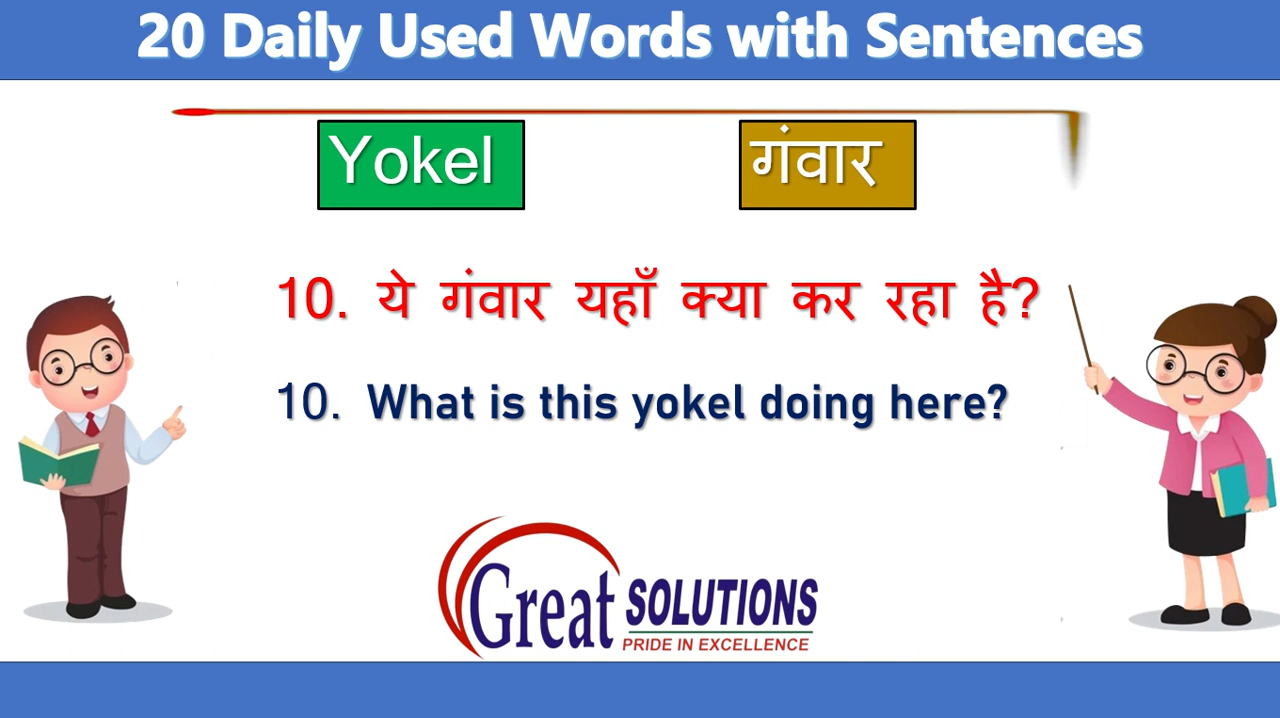 20 Daily Used Words with Sentences
Yokel गंवार
10. ये गंवार यहाँ क्या कर रहा है?
10. What is this yokel doing here?
Great SOLUTIONS
PRIDE IN EXCELLENCE